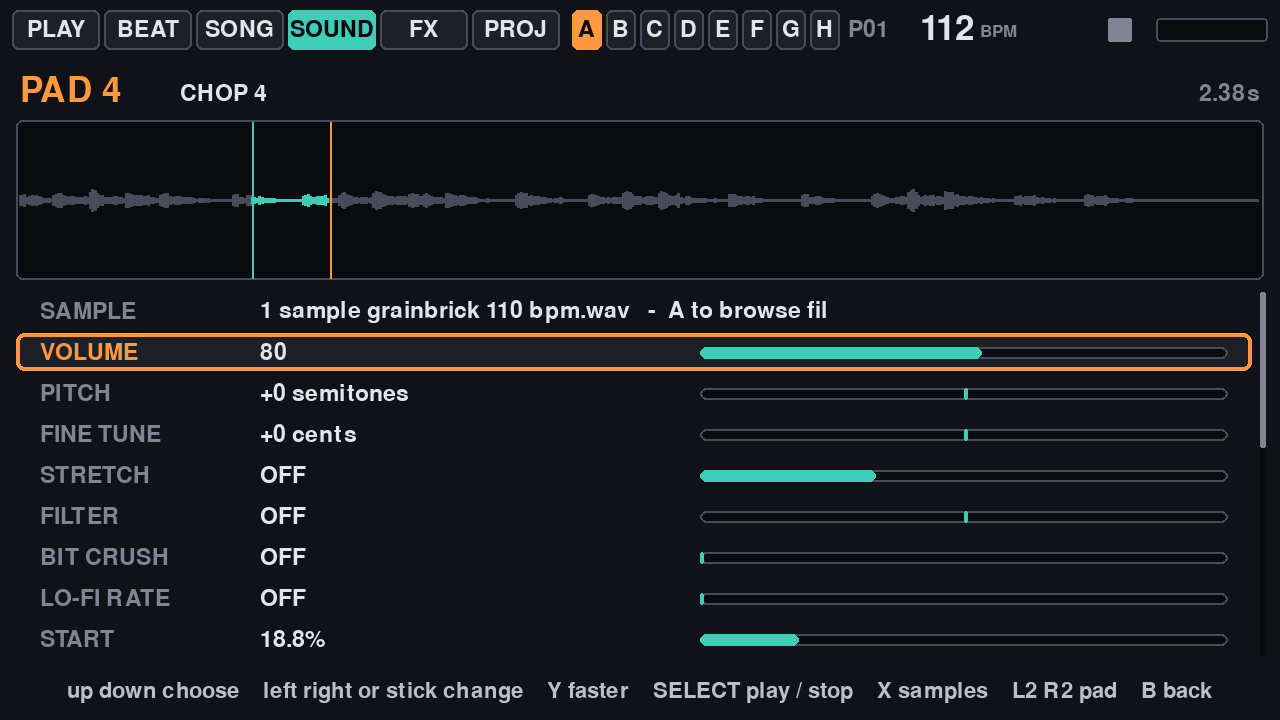 PLAY BEAT SONG SOUND FX PROJ A B C D E F G H P01 112 BPM
PAD 4 CHOP 4 2.38s
SAMPLE 1 sample grainbrick 110 bpm.wav - A to browse fil
VOLUME 80
PITCH +0 semitones
FINE TUNE +0 cents
STRETCH OFF
FILTER OFF
BIT CRUSH OFF
LO-FI RATE OFF
START 18.8%
up down choose left right or stick change Y faster SELECT play / stop X samples L2 R2 pad B back